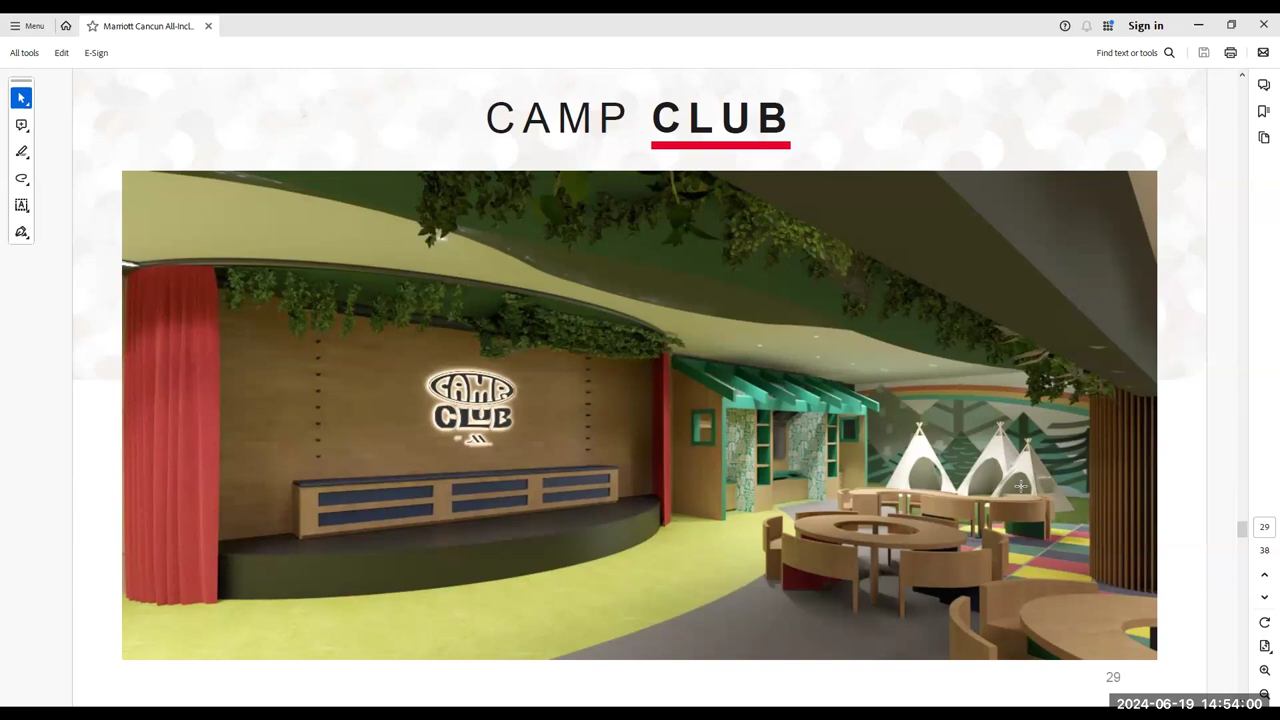 Menu
Marriott Cancun All-Incl...
Sign in
All tools
Edit
E-Sign
Find text or tools
CAMP CLUB
CAMP
CLUB
29
38
29
2024-06-19 14:54:00